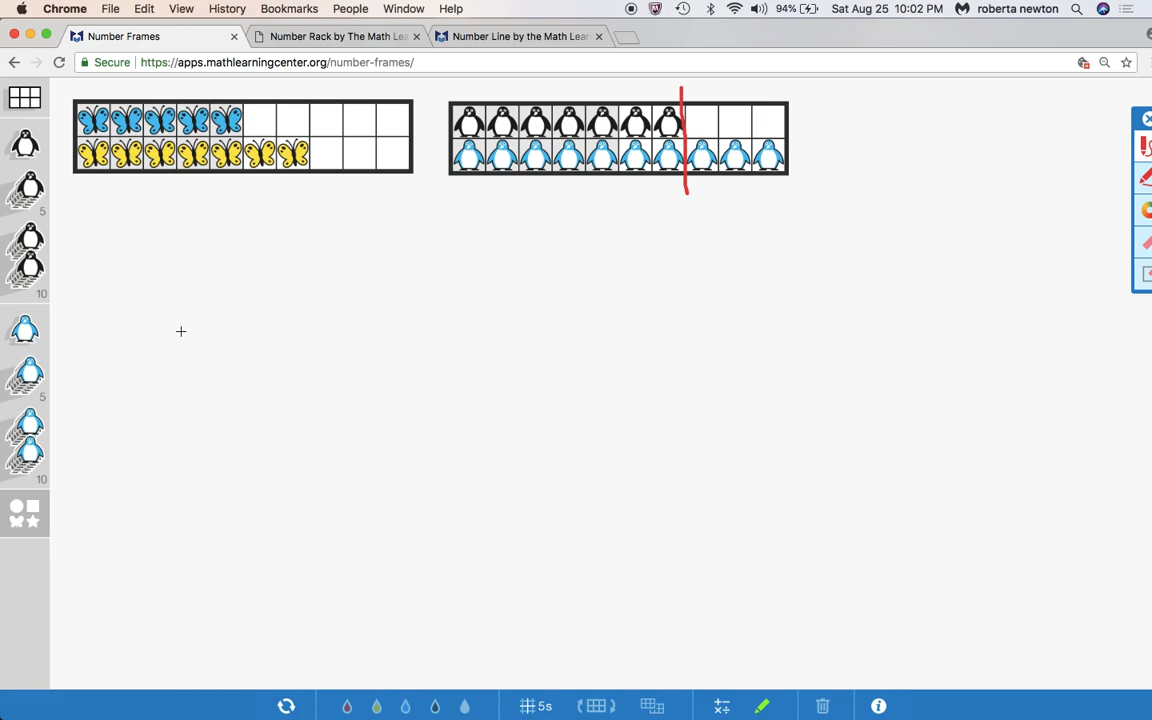 Chrome File Edit View History Bookmarks People Window Help 94% Sat Aug 25 10:02 PM roberta newton
Number Frames Number Rack by The Math Lea Number Line by the Math Lear
Secure https://apps.mathlearningcenter.org/number-frames/
5
10
5
10
5s